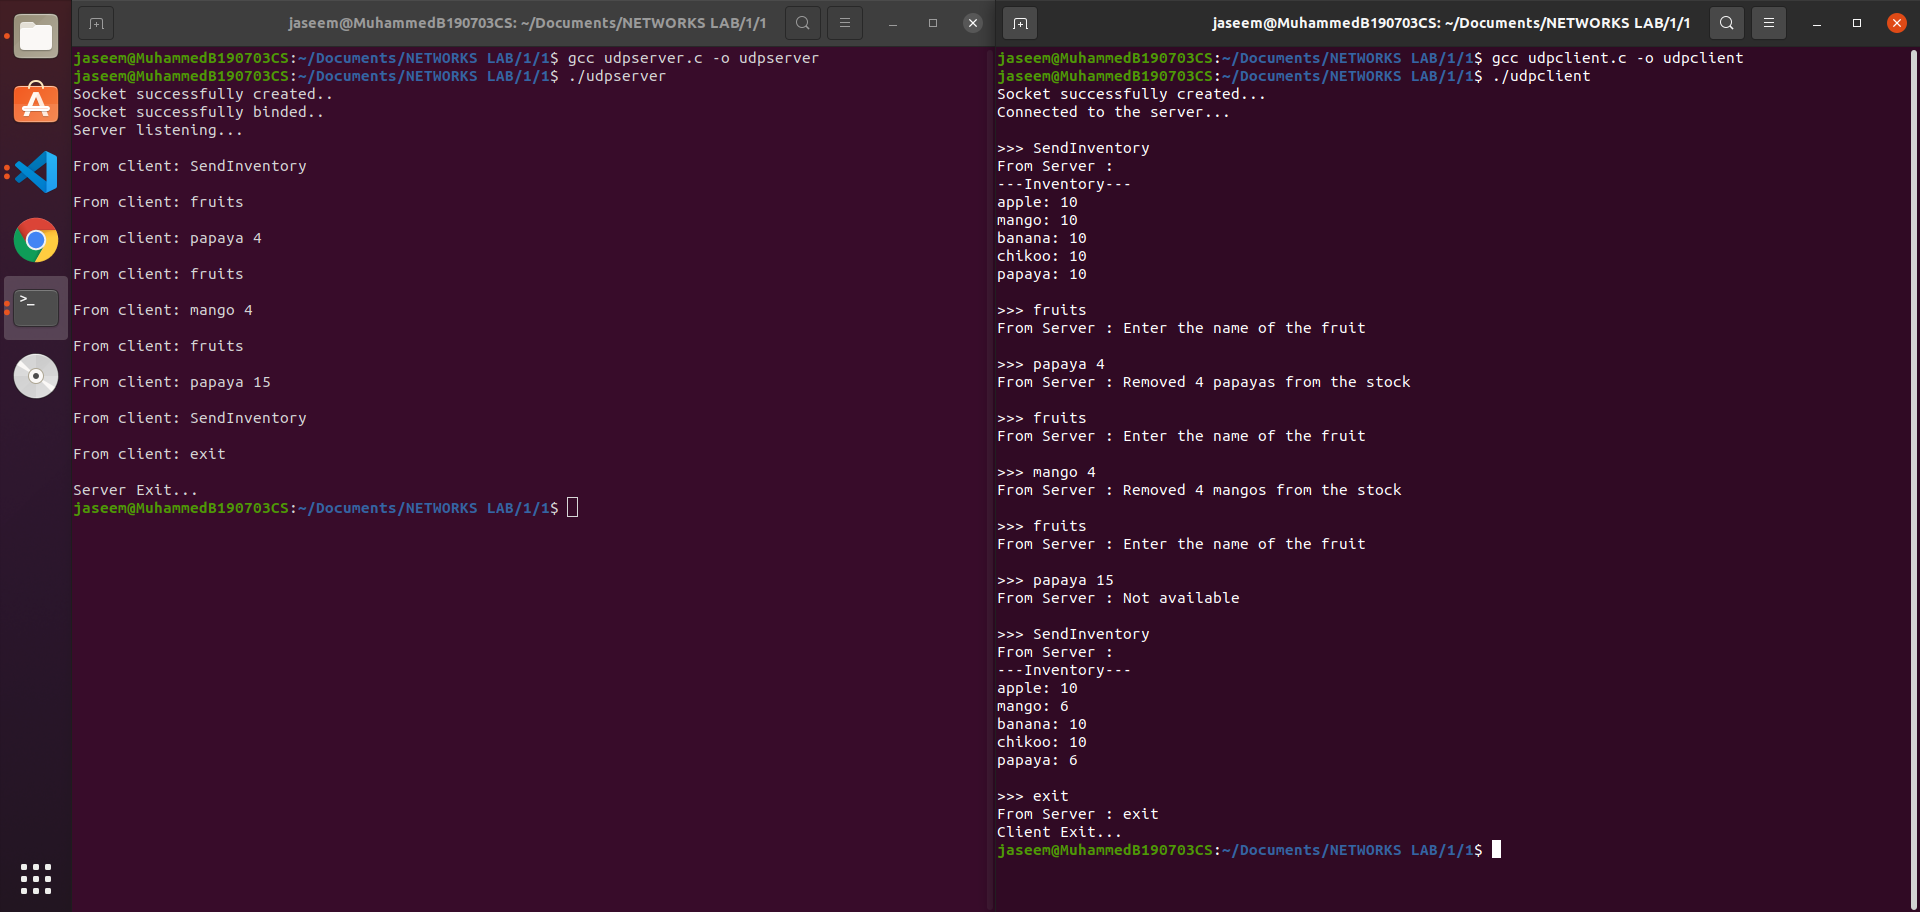 jaseem@MuhammedB190703CS: ~/Documents/NETWORKS LAB/1/1
jaseem@MuhammedB190703CS:~/Documents/NETWORKS LAB/1/1$ gcc udpserver.c -o udpserver
jaseem@MuhammedB190703CS:~/Documents/NETWORKS LAB/1/1$ ./udpserver
Socket successfully created..
Socket successfully binded..
Server listening...
From client: SendInventory
From client: fruits
From client: papaya 4
From client: fruits
From client: mango 4
From client: fruits
From client: papaya 15
From client: SendInventory
From client: exit
Server Exit...
jaseem@MuhammedB190703CS:~/Documents/NETWORKS LAB/1/1$
jaseem@MuhammedB190703CS: ~/Documents/NETWORKS LAB/1/1
jaseem@MuhammedB190703CS:~/Documents/NETWORKS LAB/1/1$ gcc udpclient.c -o udpclient
jaseem@MuhammedB190703CS:~/Documents/NETWORKS LAB/1/1$ ./udpclient
Socket successfully created...
Connected to the server...
>>> SendInventory
From Server :
---Inventory---
apple: 10
mango: 10
banana: 10
chikoo: 10
papaya: 10
>>> fruits
From Server : Enter the name of the fruit
>>> papaya 4
From Server : Removed 4 papayas from the stock
>>> fruits
From Server : Enter the name of the fruit
>>> mango 4
From Server : Removed 4 mangos from the stock
>>> fruits
From Server : Enter the name of the fruit
>>> papaya 15
From Server : Not available
>>> SendInventory
From Server :
---Inventory---
apple: 10
mango: 6
banana: 10
chikoo: 10
papaya: 6
>>> exit
From Server : exit
Client Exit...
jaseem@MuhammedB190703CS:~/Documents/NETWORKS LAB/1/1$